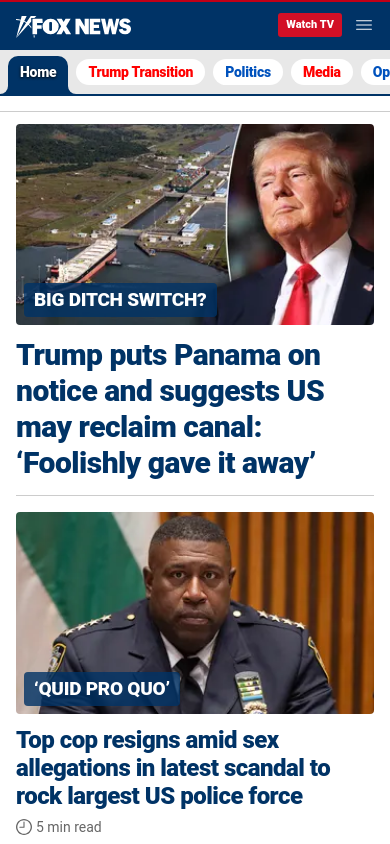 FOX NEWS
Watch TV
Home
Trump Transition
Politics
Media
Op
BIG DITCH SWITCH?
Trump puts Panama on
notice and suggests US
may reclaim canal:
‘Foolishly gave it away’
‘QUID PRO QUO’
Top cop resigns amid sex
allegations in latest scandal to
rock largest US police force
5 min read